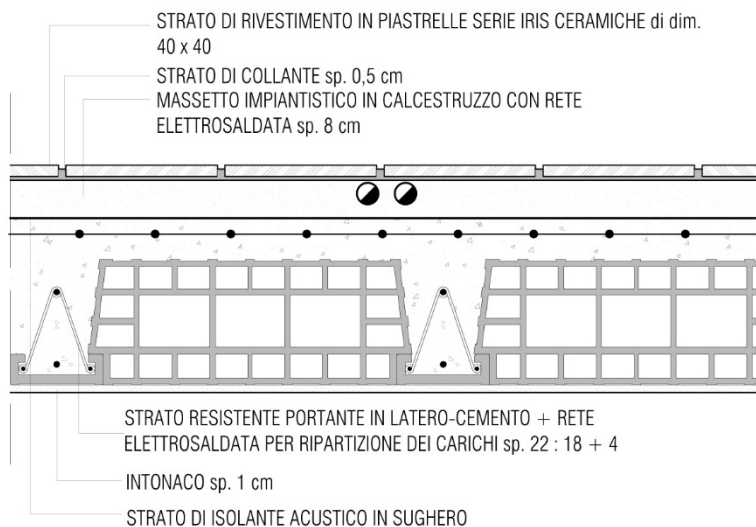 STRATO DI RIVESTIMENTO IN PIASTRELLE SERIE IRIS CERAMICHE di dim.
40 x 40
STRATO DI COLLANTE sp. 0,5 cm
MASSETTO IMPIANTISTICO IN CALCESTRUZZO CON RETE
ELETTROSALDATA sp. 8 cm
STRATO RESISTENTE PORTANTE IN LATERO-CEMENTO + RETE
ELETTROSALDATA PER RIPARTIZIONE DEI CARICHI sp. 22 : 18 + 4
INTONACO sp. 1 cm
STRATO DI ISOLANTE ACUSTICO IN SUGHERO